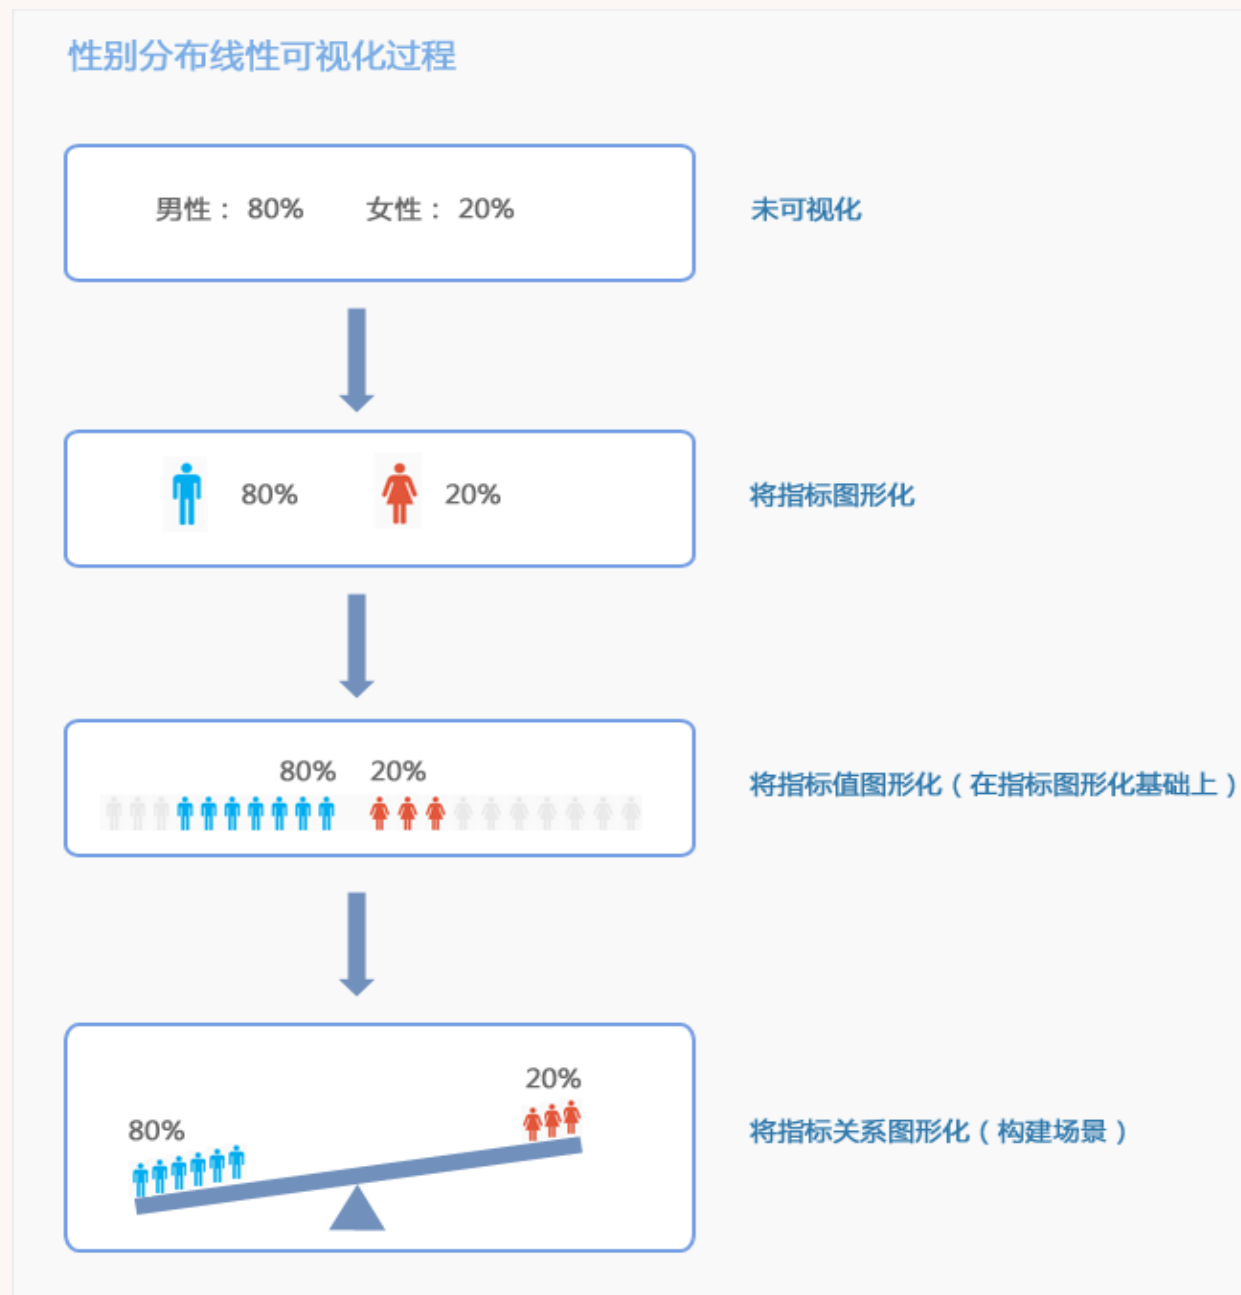 性别分布线性可视化过程
男性： 80% 女性： 20%
未可视化
80% 20%
将指标图形化
80% 20%
将指标值图形化（在指标图形化基础上）
20%
80%
将指标关系图形化（构建场景）